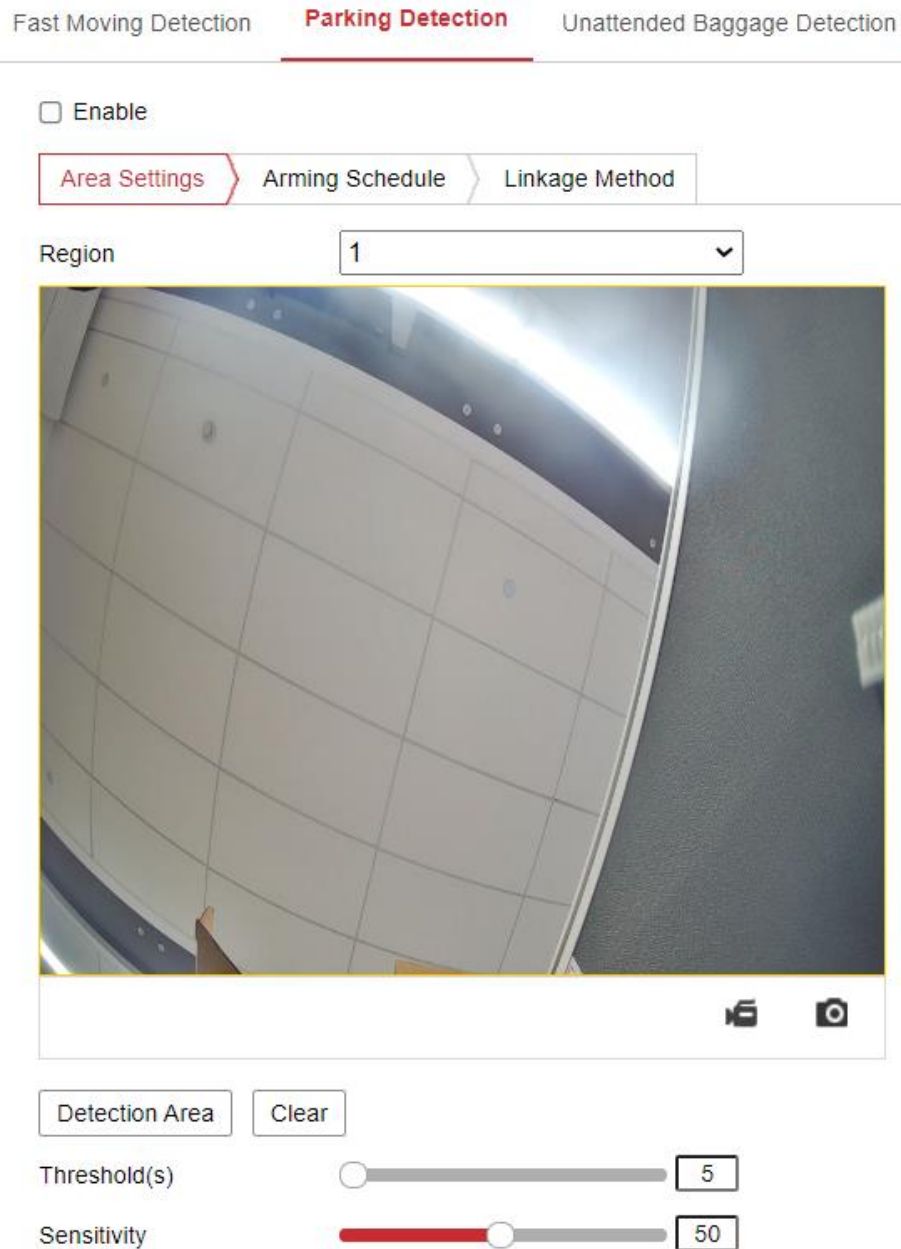 Fast Moving Detection Parking Detection Unattended Baggage Detection
Enable
Area Settings Arming Schedule Linkage Method
Region 1
Detection Area Clear
Threshold(s) 5
Sensitivity 50